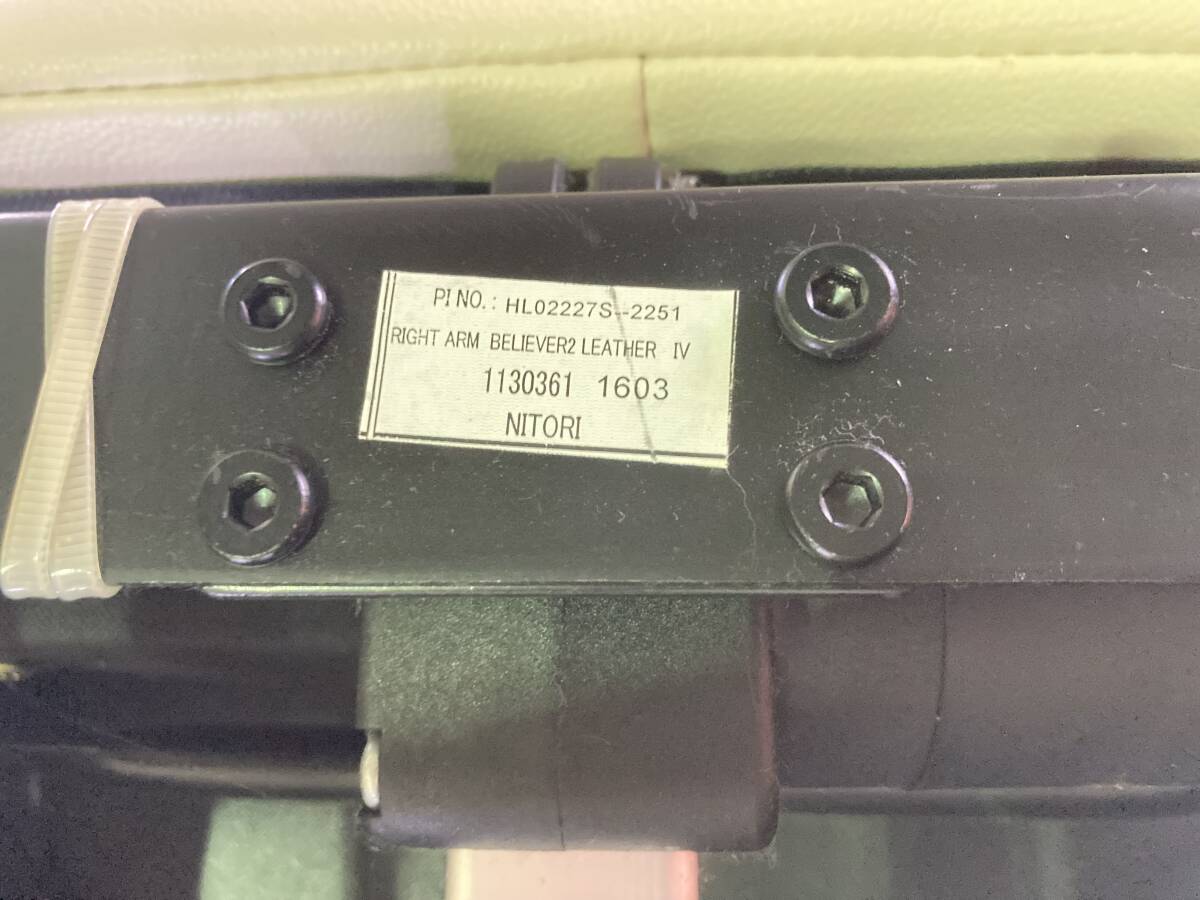 PI NO.: HL02227S--2251
RIGHT ARM BELIEVER2 LEATHER IV
1130361 1603
NITORI